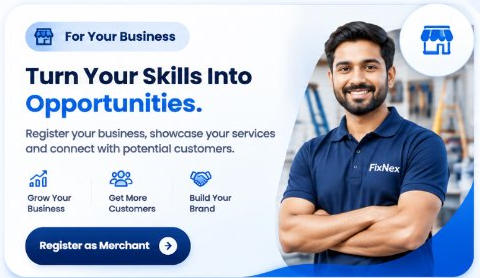 For Your Business
Turn Your Skills Into
Opportunities.
Register your business, showcase your services
and connect with potential customers.
Grow Your
Business
Get More
Customers
Build Your
Brand
Register as Merchant
FixNex